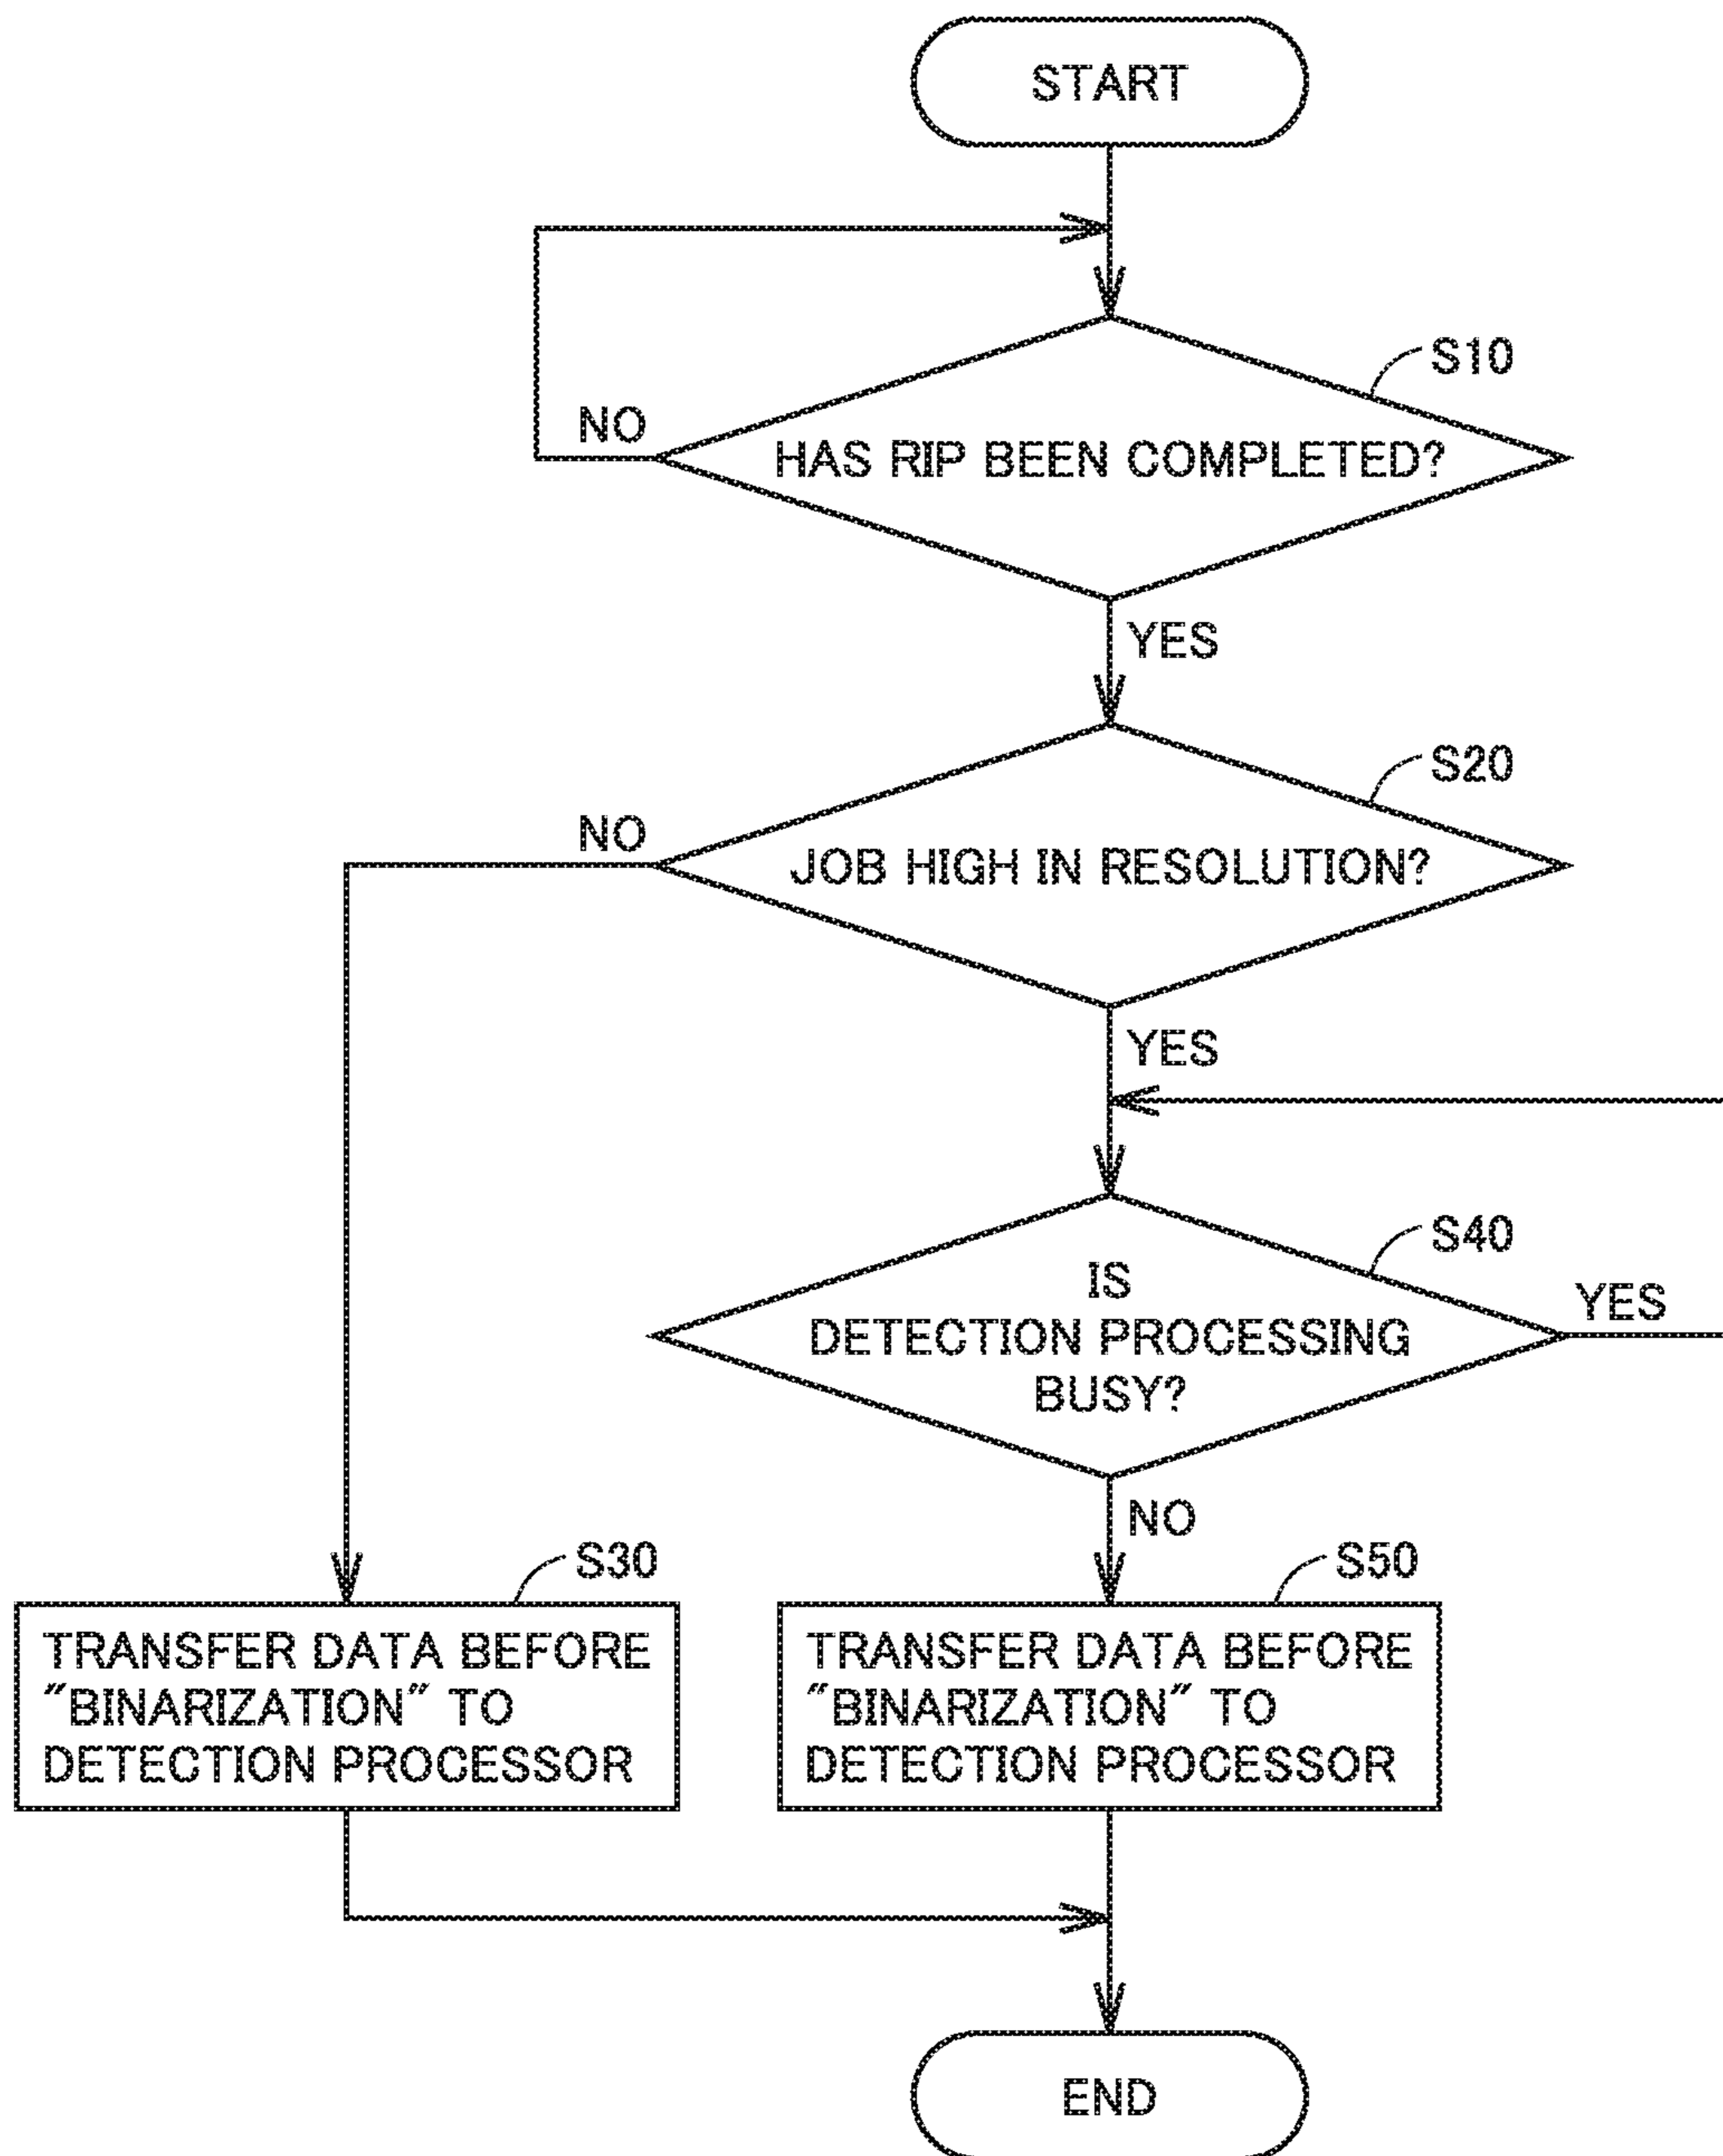 START
S10
NO
HAS RIP BEEN COMPLETED?
YES
S20
NO
JOB HIGH IN RESOLUTION?
YES
S40
IS
DETECTION PROCESSING
BUSY?
YES
NO
S30
TRANSFER DATA BEFORE
"BINARIZATION" TO
DETECTION PROCESSOR
S50
TRANSFER DATA BEFORE
"BINARIZATION" TO
DETECTION PROCESSOR
END